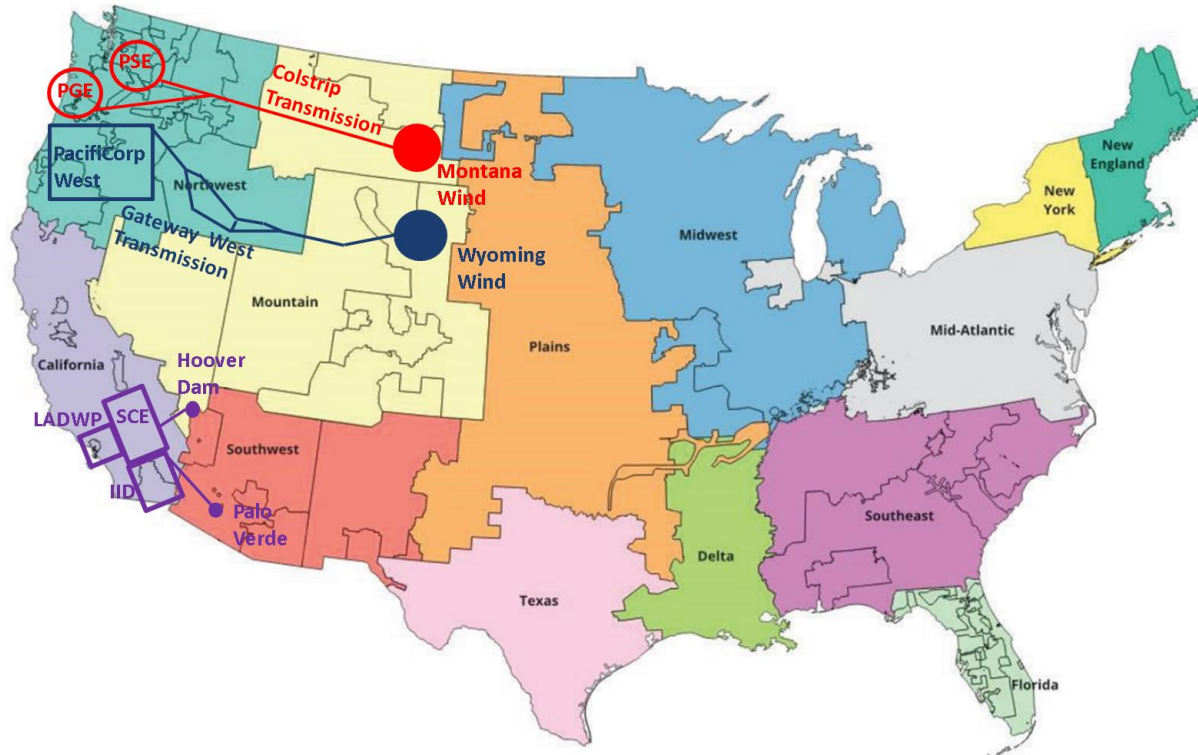 PSE
PGE
Colstrip
Transmission
PacifiCorp
West
Northwest
Montana
Wind
Gateway West
Transmission
Wyoming
Wind
Mountain
Midwest
Plains
New
England
New
York
Mid-Atlantic
California
Hoover
Dam
LADWP
SCE
Southwest
IID
Palo
Verde
Southeast
Delta
Texas
Florida